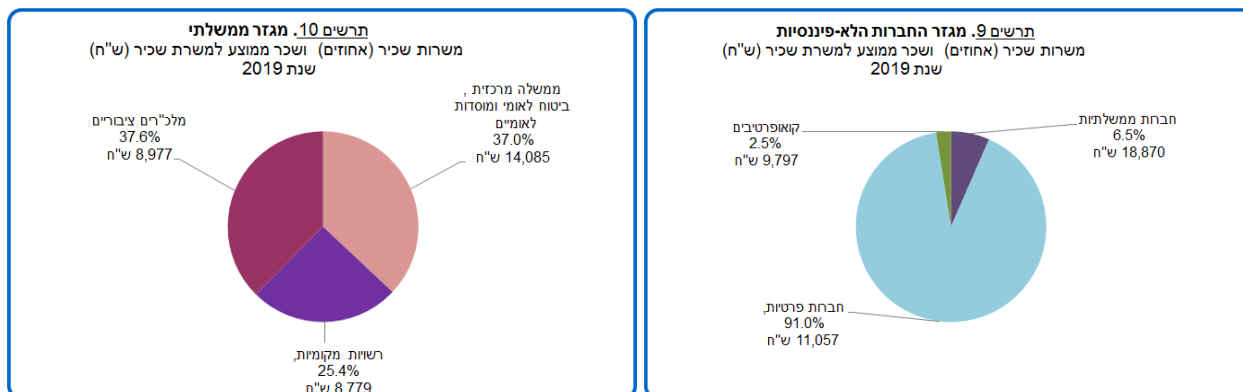 תרשים 9. מגזר החברות הלא-פיננסיות
משרות שכיר (אחוזים) ושכר ממוצע למשרת שכיר (ש"ח)
שנת 2019
חברות ממשלתיות
6.5%
18,870 ש"ח
קואופרטיבים
2.5%
9,797 ש"ח
חברות פרטיות,
91.0%
11,057 ש"ח
תרשים 10. מגזר ממשלתי
משרות שכיר (אחוזים) ושכר ממוצע למשרת שכיר (ש"ח)
שנת 2019
ממשלה מרכזית ,
ביטוח לאומי ומוסדות
לאומיים
37.0%
14,085 ש"ח
מלכ"רים ציבוריים
37.6%
8,977 ש"ח
רשויות מקומיות,
25.4%
8,779 ש"ח